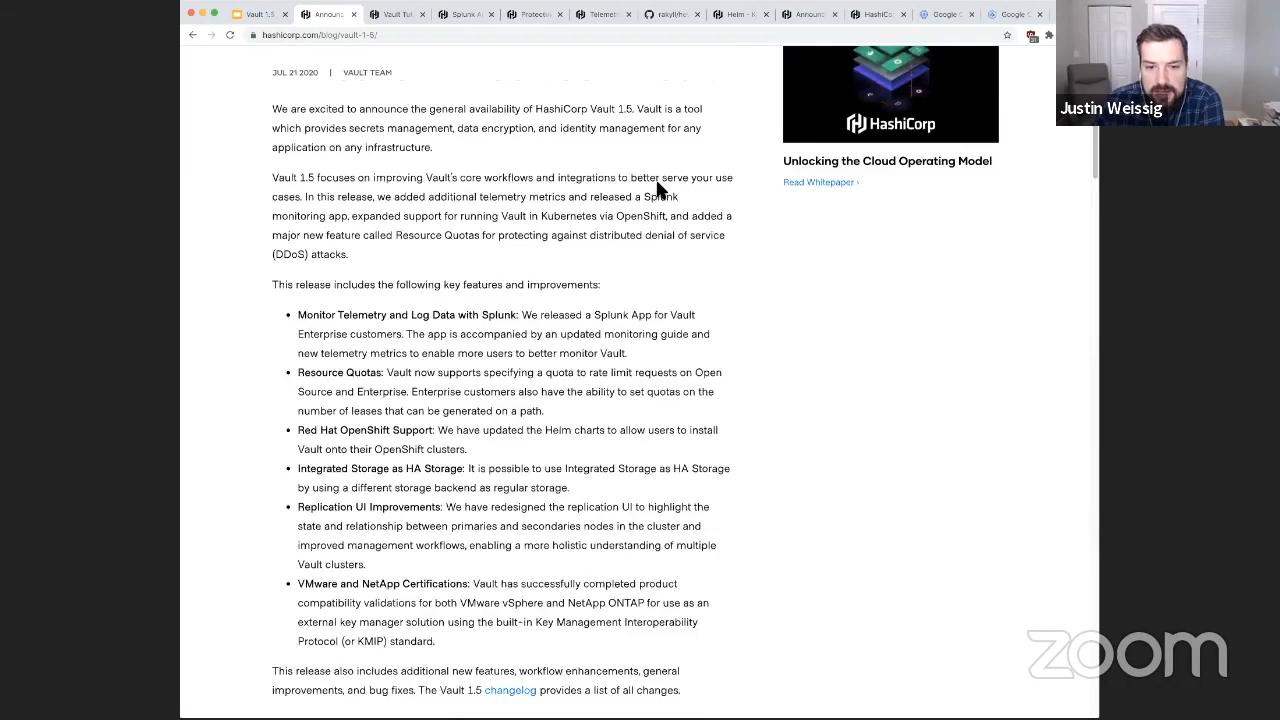 Vault 1.5
Announc
Vault Tu
Splunk A
Protectin
Telemetr
rakyll/he
Helm - K
Announc
HashiCor
Google C
Google C
hashicorp.com/blog/vault-1-5/
JUL 21 2020 | VAULT TEAM
We are excited to announce the general availability of HashiCorp Vault 1.5. Vault is a tool
which provides secrets management, data encryption, and identity management for any
application on any infrastructure.
Vault 1.5 focuses on improving Vault's core workflows and integrations to better serve your use
cases. In this release, we added additional telemetry metrics and released a Splunk
monitoring app, expanded support for running Vault in Kubernetes via OpenShift, and added a
major new feature called Resource Quotas for protecting against distributed denial of service
(DDoS) attacks.
This release includes the following key features and improvements:
• Monitor Telemetry and Log Data with Splunk: We released a Splunk App for Vault
Enterprise customers. The app is accompanied by an updated monitoring guide and
new telemetry metrics to enable more users to better monitor Vault.
• Resource Quotas: Vault now supports specifying a quota to rate limit requests on Open
Source and Enterprise. Enterprise customers also have the ability to set quotas on the
number of leases that can be generated on a path.
• Red Hat OpenShift Support: We have updated the Helm charts to allow users to install
Vault onto their OpenShift clusters.
• Integrated Storage as HA Storage: It is possible to use Integrated Storage as HA Storage
by using a different storage backend as regular storage.
• Replication UI Improvements: We have redesigned the replication UI to highlight the
state and relationship between primaries and secondaries nodes in the cluster and
improved management workflows, enabling a more holistic understanding of multiple
Vault clusters.
• VMware and NetApp Certifications: Vault has successfully completed product
compatibility validations for both VMware vSphere and NetApp ONTAP for use as an
external key manager solution using the built-in Key Management Interoperability
Protocol (or KMIP) standard.
This release also includes additional new features, workflow enhancements, general
improvements, and bug fixes. The Vault 1.5 changelog provides a list of all changes.
HashiCorp
Unlocking the Cloud Operating Model
Read Whitepaper ›
Justin Weissig
zoom